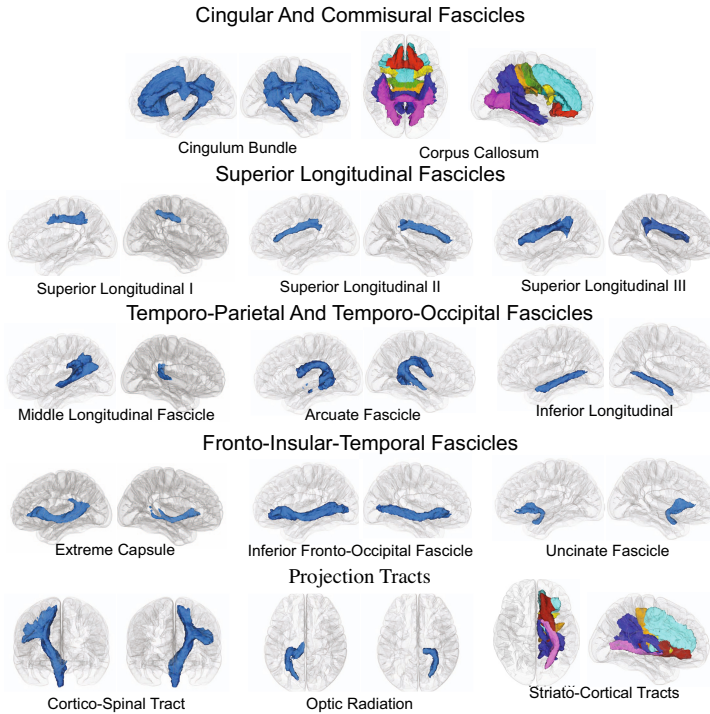 Cingular And Commisural Fascicles
Cingulum Bundle
Corpus Callosum
Superior Longitudinal Fascicles
Superior Longitudinal I
Superior Longitudinal II
Superior Longitudinal III
Temporo-Parietal And Temporo-Occipital Fascicles
Middle Longitudinal Fascicle
Arcuate Fascicle
Inferior Longitudinal
Fronto-Insular-Temporal Fascicles
Extreme Capsule
Inferior Fronto-Occipital Fascicle
Uncinate Fascicle
Projection Tracts
Cortico-Spinal Tract
Optic Radiation
Striato-Cortical Tracts